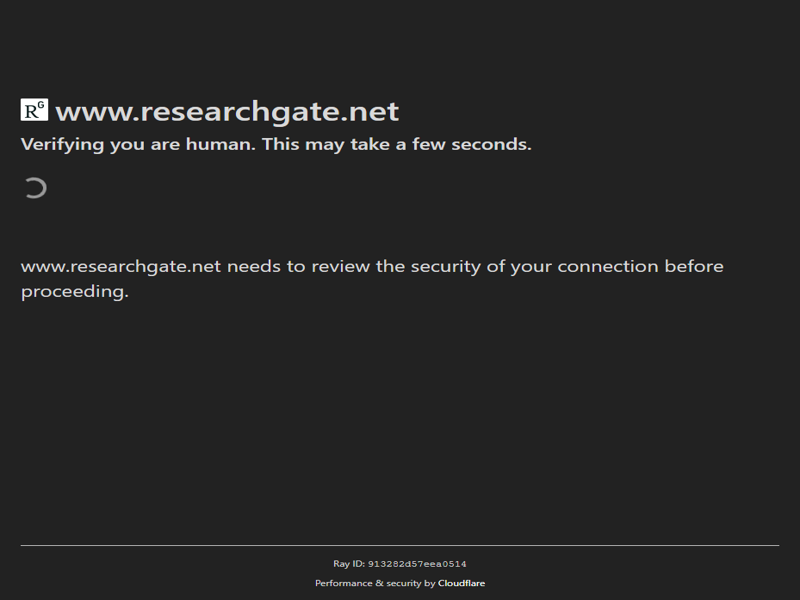 RG www.researchgate.net
Verifying you are human. This may take a few seconds.
www.researchgate.net needs to review the security of your connection before
proceeding.
Ray ID: 913282d57eea0514
Performance & security by Cloudflare